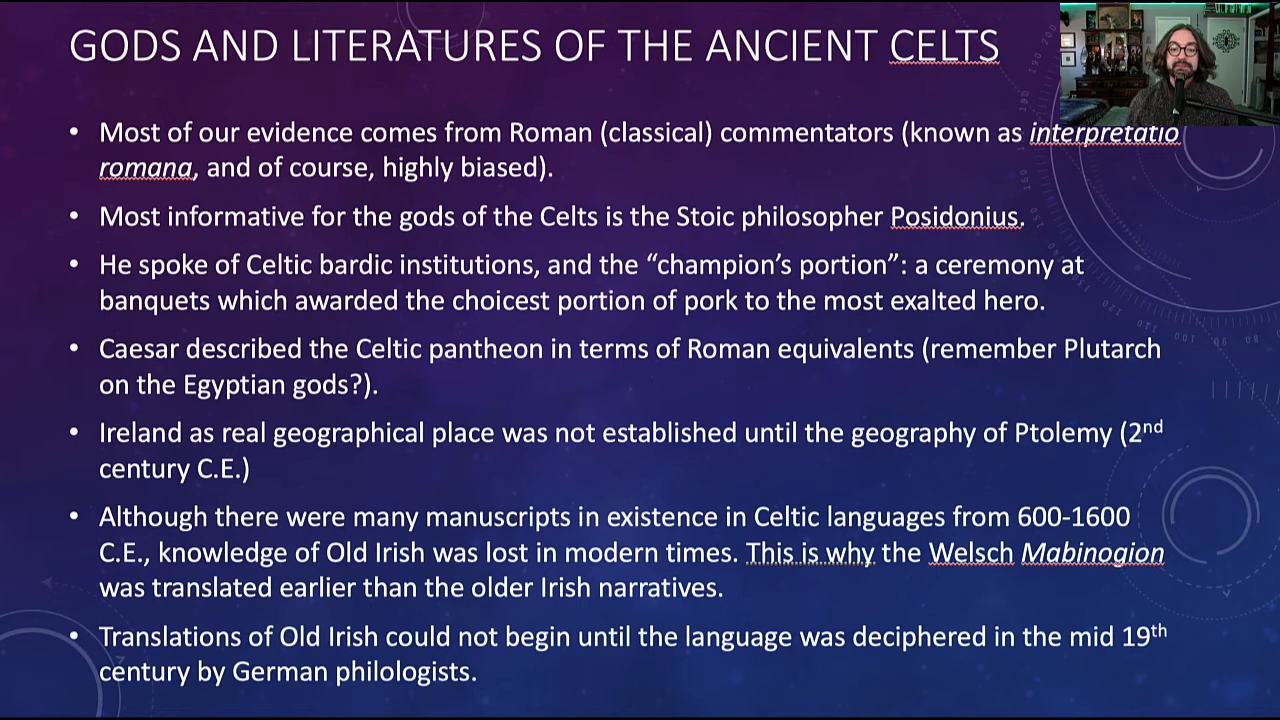 GODS AND LITERATURES OF THE ANCIENT CELTS
• Most of our evidence comes from Roman (classical) commentators (known as interpretatio
romana, and of course, highly biased).
• Most informative for the gods of the Celts is the Stoic philosopher Posidonius.
• He spoke of Celtic bardic institutions, and the “champion’s portion”: a ceremony at
banquets which awarded the choicest portion of pork to the most exalted hero.
• Caesar described the Celtic pantheon in terms of Roman equivalents (remember Plutarch
on the Egyptian gods?).
• Ireland as real geographical place was not established until the geography of Ptolemy (2nd
century C.E.)
• Although there were many manuscripts in existence in Celtic languages from 600-1600
C.E., knowledge of Old Irish was lost in modern times. This is why the Welsch Mabinogion
was translated earlier than the older Irish narratives.
• Translations of Old Irish could not begin until the language was deciphered in the mid 19th
century by German philologists.